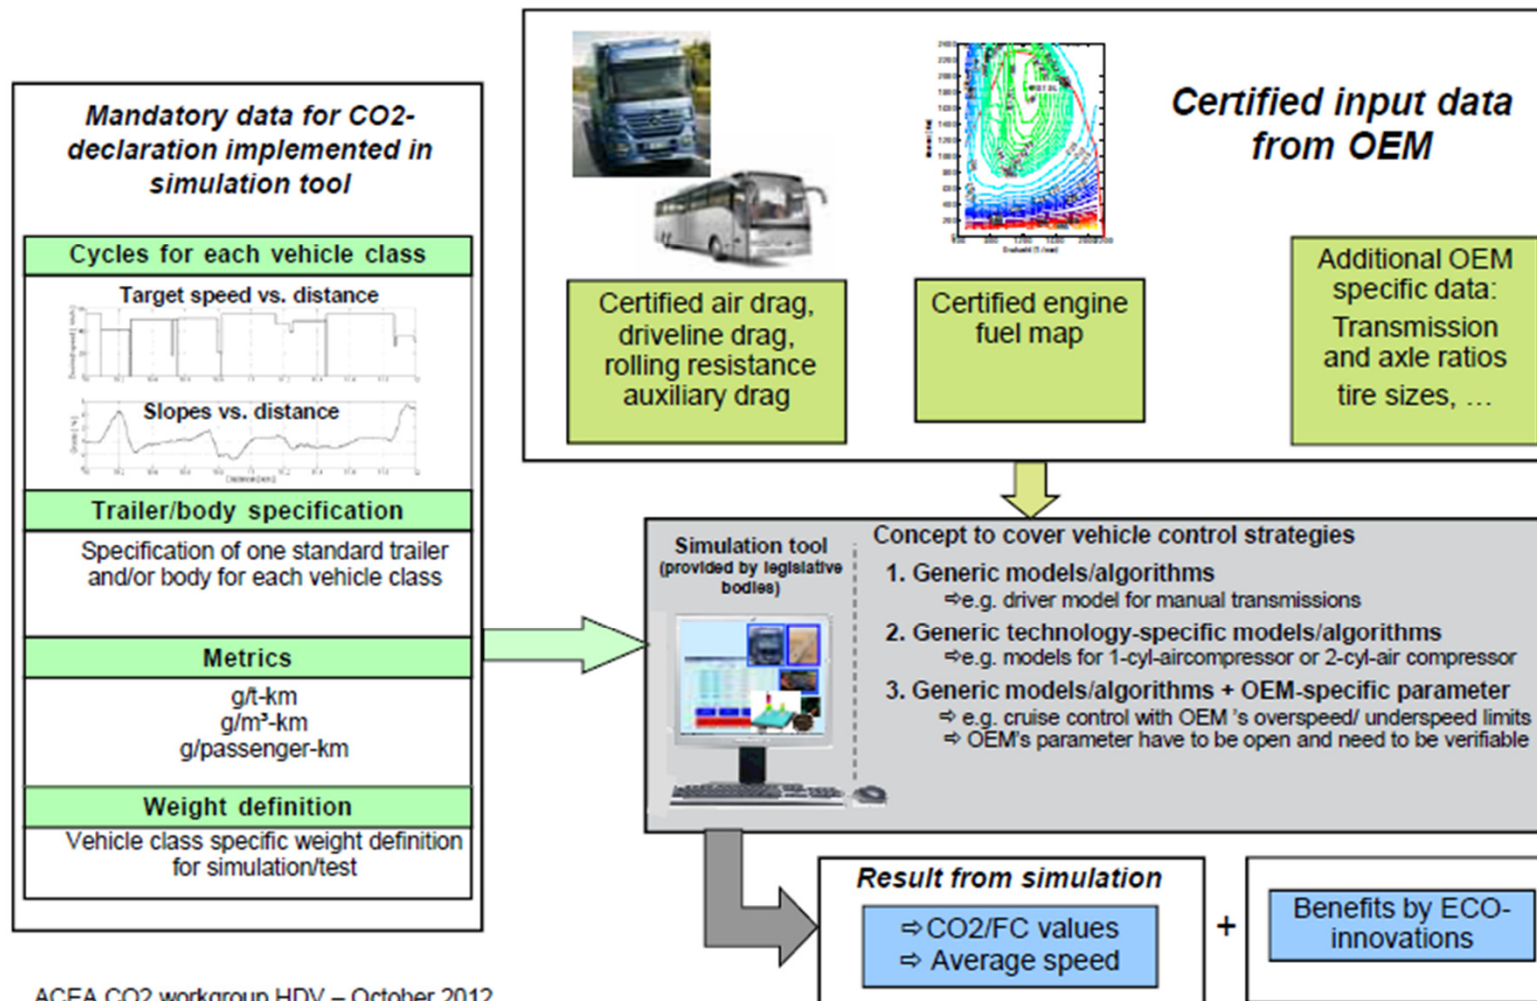 Mandatory data for CO2-
declaration implemented in
simulation tool
Cycles for each vehicle class
Target speed vs. distance
Slopes vs. distance
Trailer/body specification
Specification of one standard trailer
and/or body for each vehicle class
Metrics
g/t-km
g/m³-km
g/passenger-km
Weight definition
Vehicle class specific weight definition
for simulation/test
Certified input data
from OEM
Certified air drag,
driveline drag,
rolling resistance
auxiliary drag
Certified engine
fuel map
Additional OEM
specific data:
Transmission
and axle ratios
tire sizes, ...
Simulation tool
(provided by legislative
bodies)
Concept to cover vehicle control strategies
1. Generic models/algorithms
⇨e.g. driver model for manual transmissions
2. Generic technology-specific models/algorithms
⇨e.g. models for 1-cyl-aircompressor or 2-cyl-air compressor
3. Generic models/algorithms + OEM-specific parameter
⇨ e.g. cruise control with OEM 's overspeed/ underspeed limits
⇨ OEM's parameter have to be open and need to be verifiable
Result from simulation
⇨CO2/FC values
⇨ Average speed
+
Benefits by ECO-
innovations
ACEA CO2 workgroup HDV – October 2012